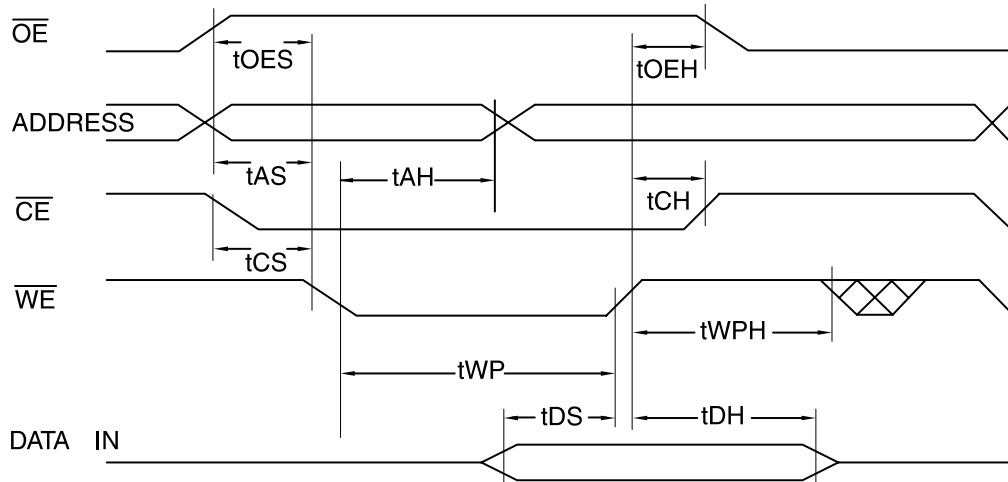 OE
tOES
tOEH
ADDRESS
tAS
tAH
tCH
CE
tCS
WE
tWPH
tWP
tDS
tDH
DATA IN